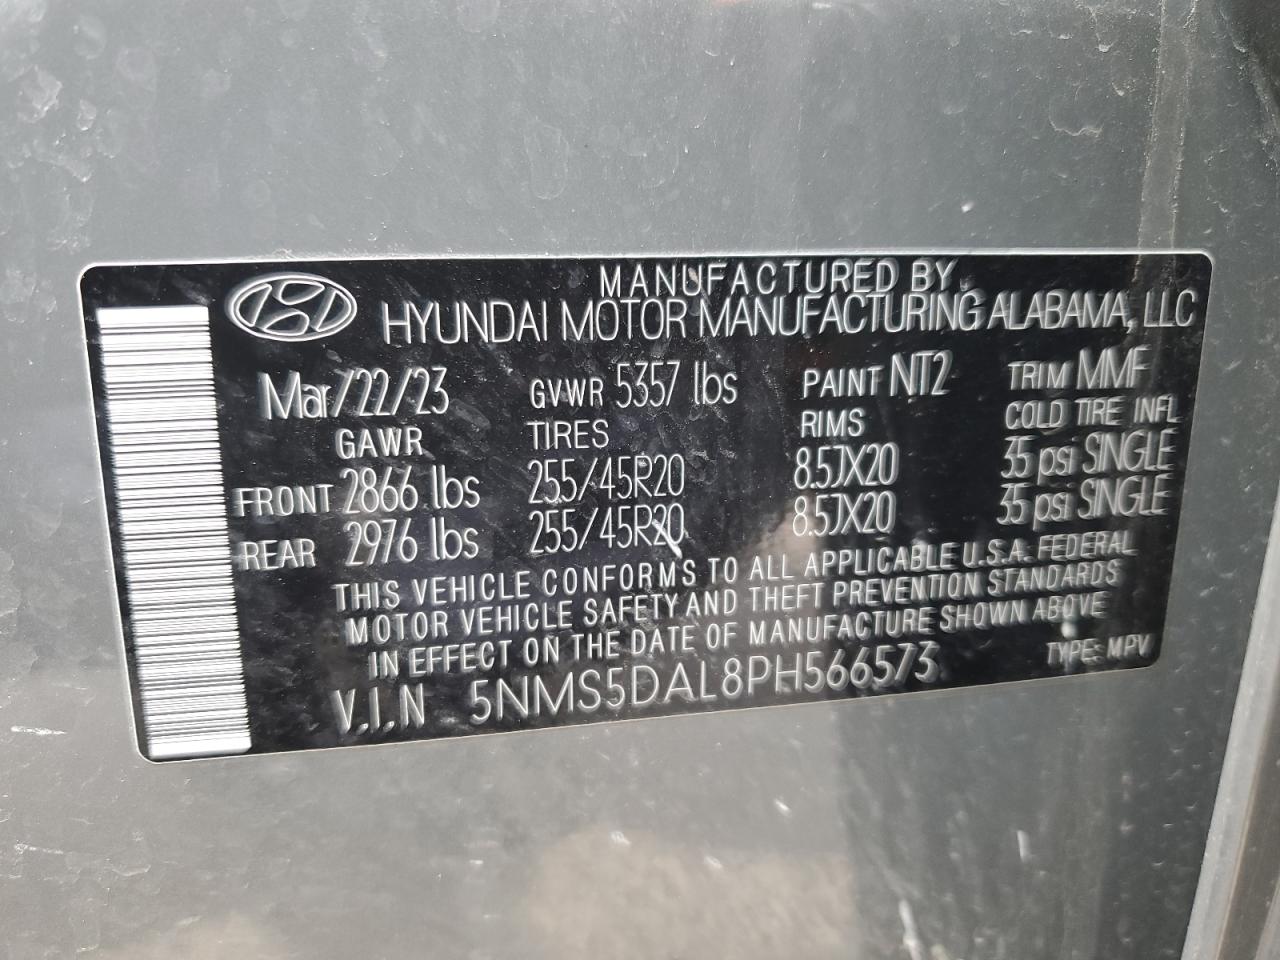 MANUFACTURED BY
HYUNDAI MOTOR MANUFACTURING ALABAMA, LLC
Mar/22/23 GVWR 5357 lbs PAINT NT2 TRIM MMF
GAWR TIRES RIMS COLD TIRE INFL
FRONT 2866 lbs 255/45R20 8.5JX20 35 psi SINGLE
REAR 2976 lbs 255/45R20 8.5JX20 35 psi SINGLE
THIS VEHICLE CONFORMS TO ALL APPLICABLE U.S.A. FEDERAL
MOTOR VEHICLE SAFETY AND THEFT PREVENTION STANDARDS
IN EFFECT ON THE DATE OF MANUFACTURE SHOWN ABOVE
V.I.N 5NMS5DAL8PH566573 TYPE: MPV